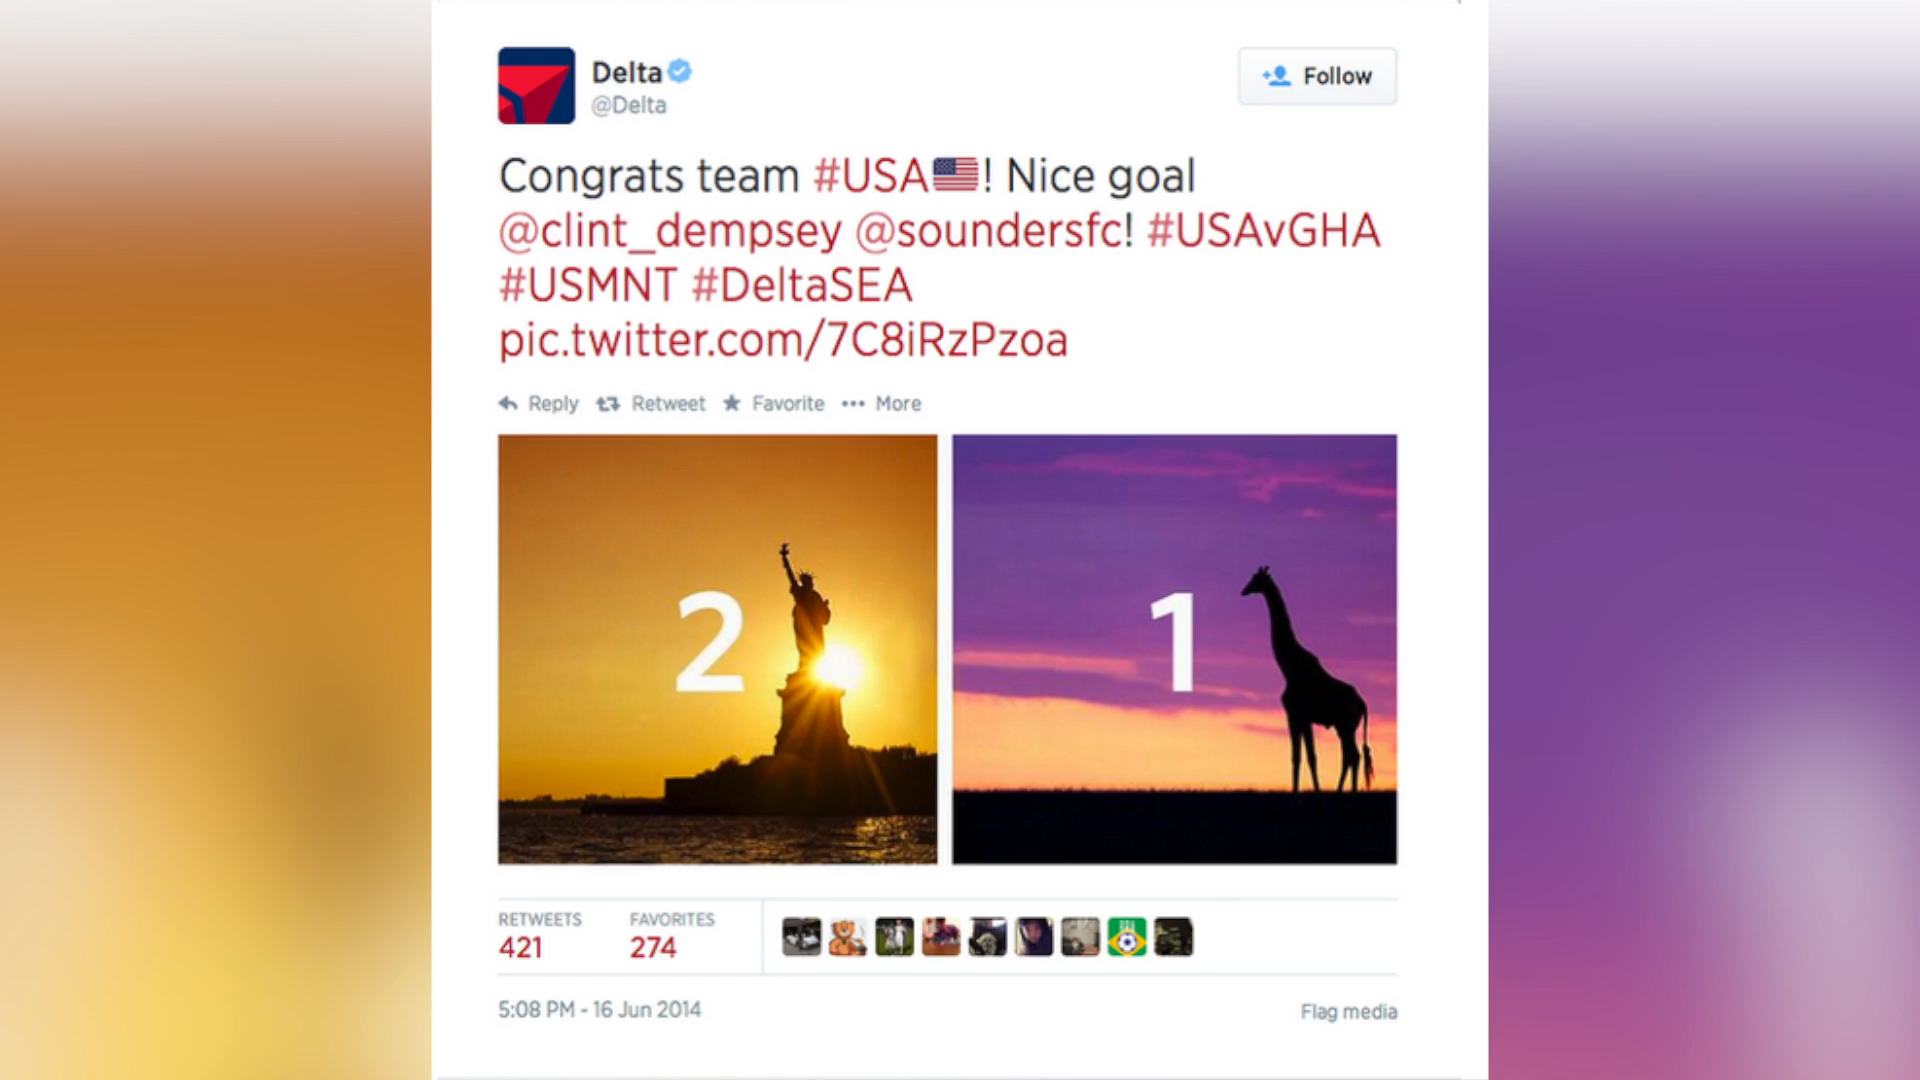 Delta
@Delta
Follow
Congrats team #USA🇺🇸! Nice goal
@clint_dempsey @soundersfc! #USAvGHA
#USMNT #DeltaSEA
pic.twitter.com/7C8iRzPzoa
Reply Retweet Favorite ••• More
2
1
RETWEETS FAVORITES
421 274
5:08 PM - 16 Jun 2014
Flag media